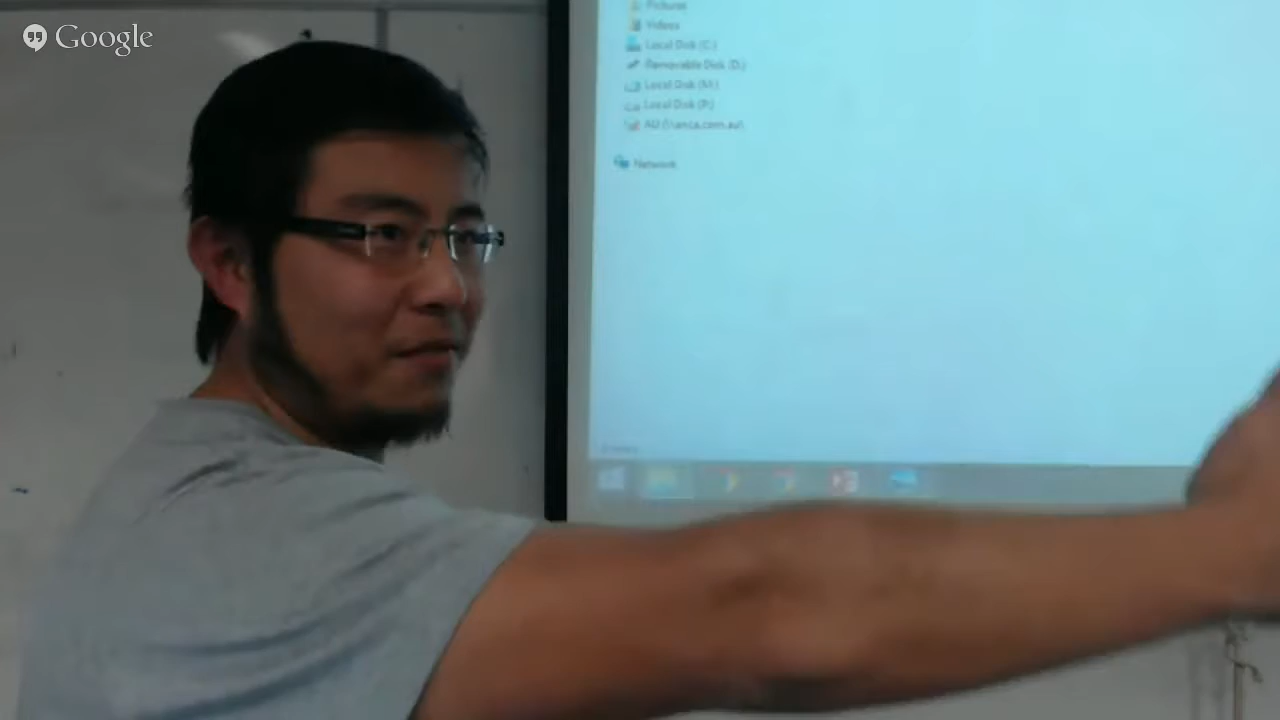 Google
Pictures
Videos
Local Disk (C:)
Removable Disk (D:)
Local Disk (M:)
Local Disk (P:)
Network